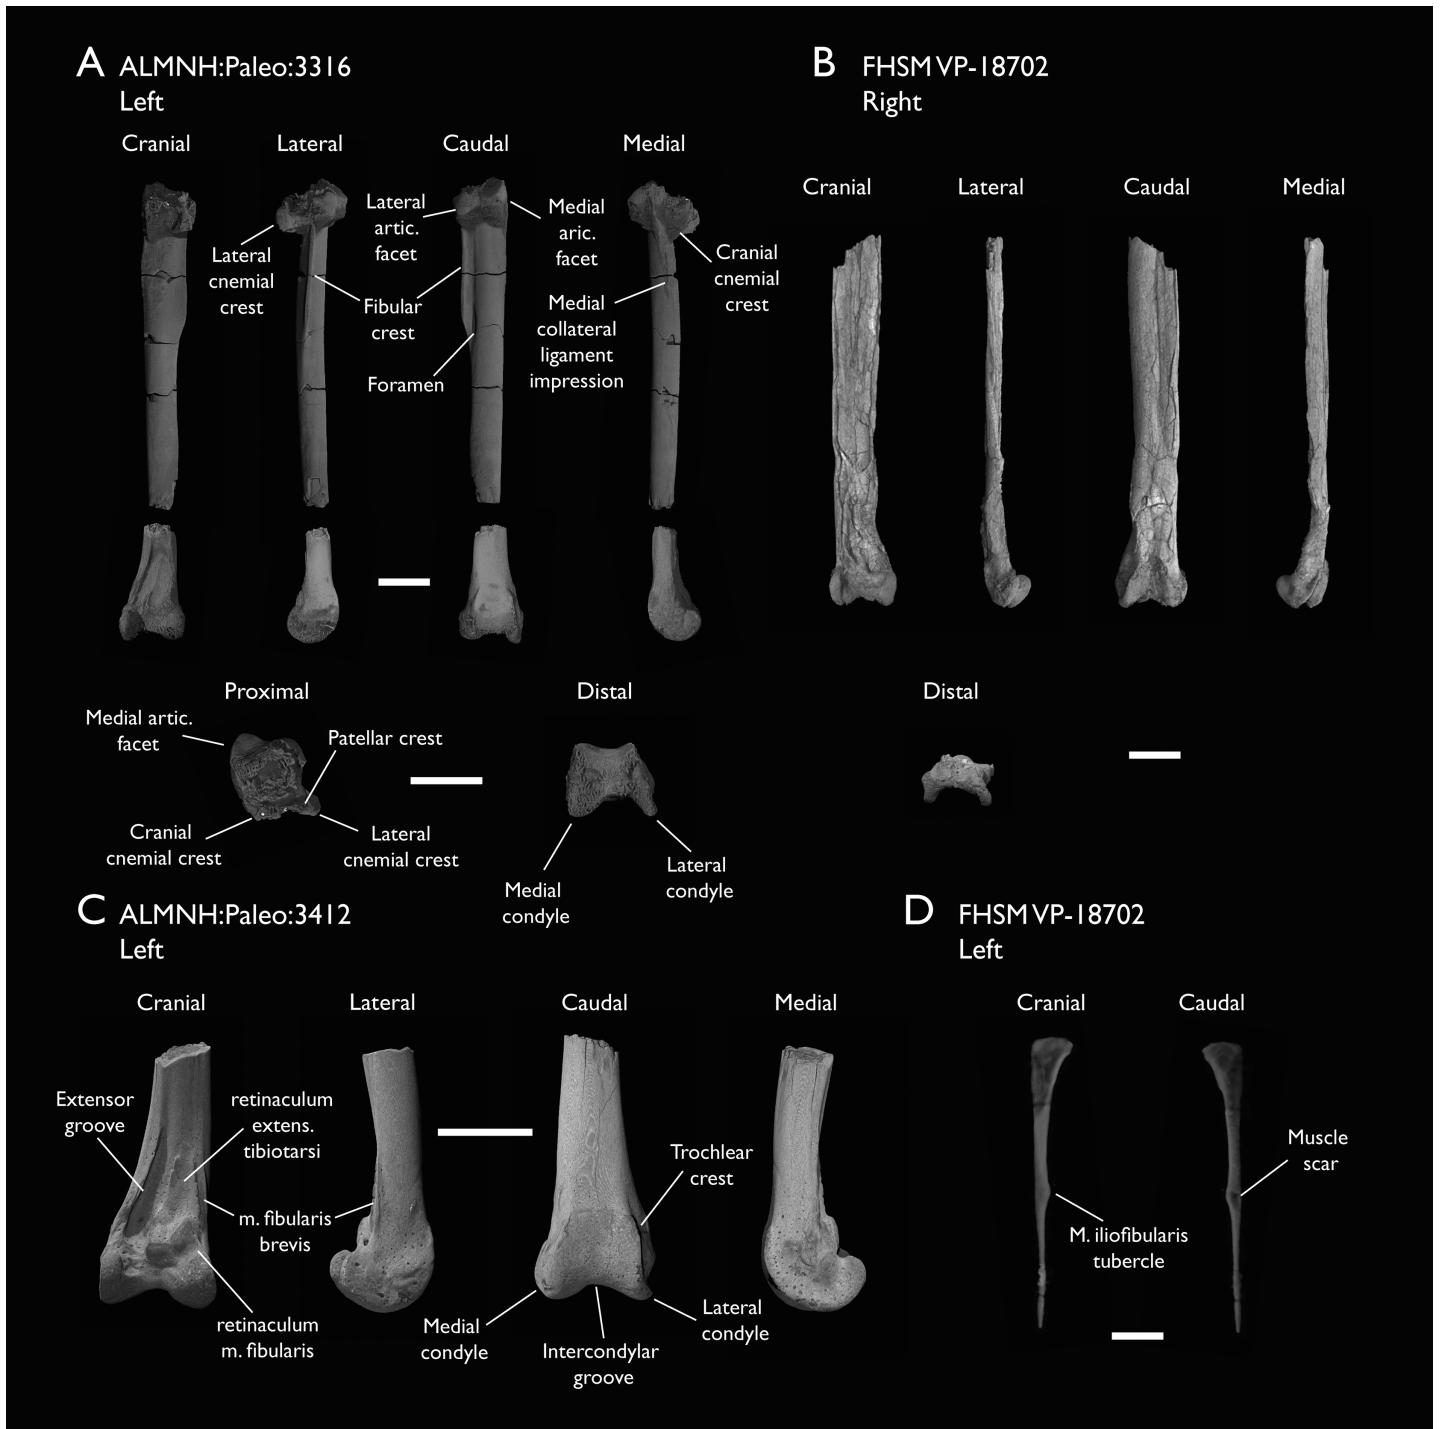 A ALMNH:Paleo:3316
Left
Cranial
Lateral
Caudal
Medial
Lateral
cnemial
crest
Lateral
artic.
facet
Medial
aric.
facet
Fibular
crest
Foramen
Medial
collateral
ligament
impression
Cranial
cnemial
crest
Proximal
Medial artic.
facet
Patellar crest
Cranial
cnemial crest
Lateral
cnemial crest
Distal
Medial
condyle
Lateral
condyle
B FHSM VP-18702
Right
Cranial
Lateral
Caudal
Medial
Distal
C ALMNH:Paleo:3412
Left
Cranial
Lateral
Caudal
Medial
Extensor
groove
retinaculum
extens.
tibiotarsi
m. fibularis
brevis
retinaculum
m. fibularis
Trochlear
crest
Medial
condyle
Intercondylar
groove
Lateral
condyle
D FHSM VP-18702
Left
Cranial
Caudal
Muscle
scar
M. iliofibularis
tubercle